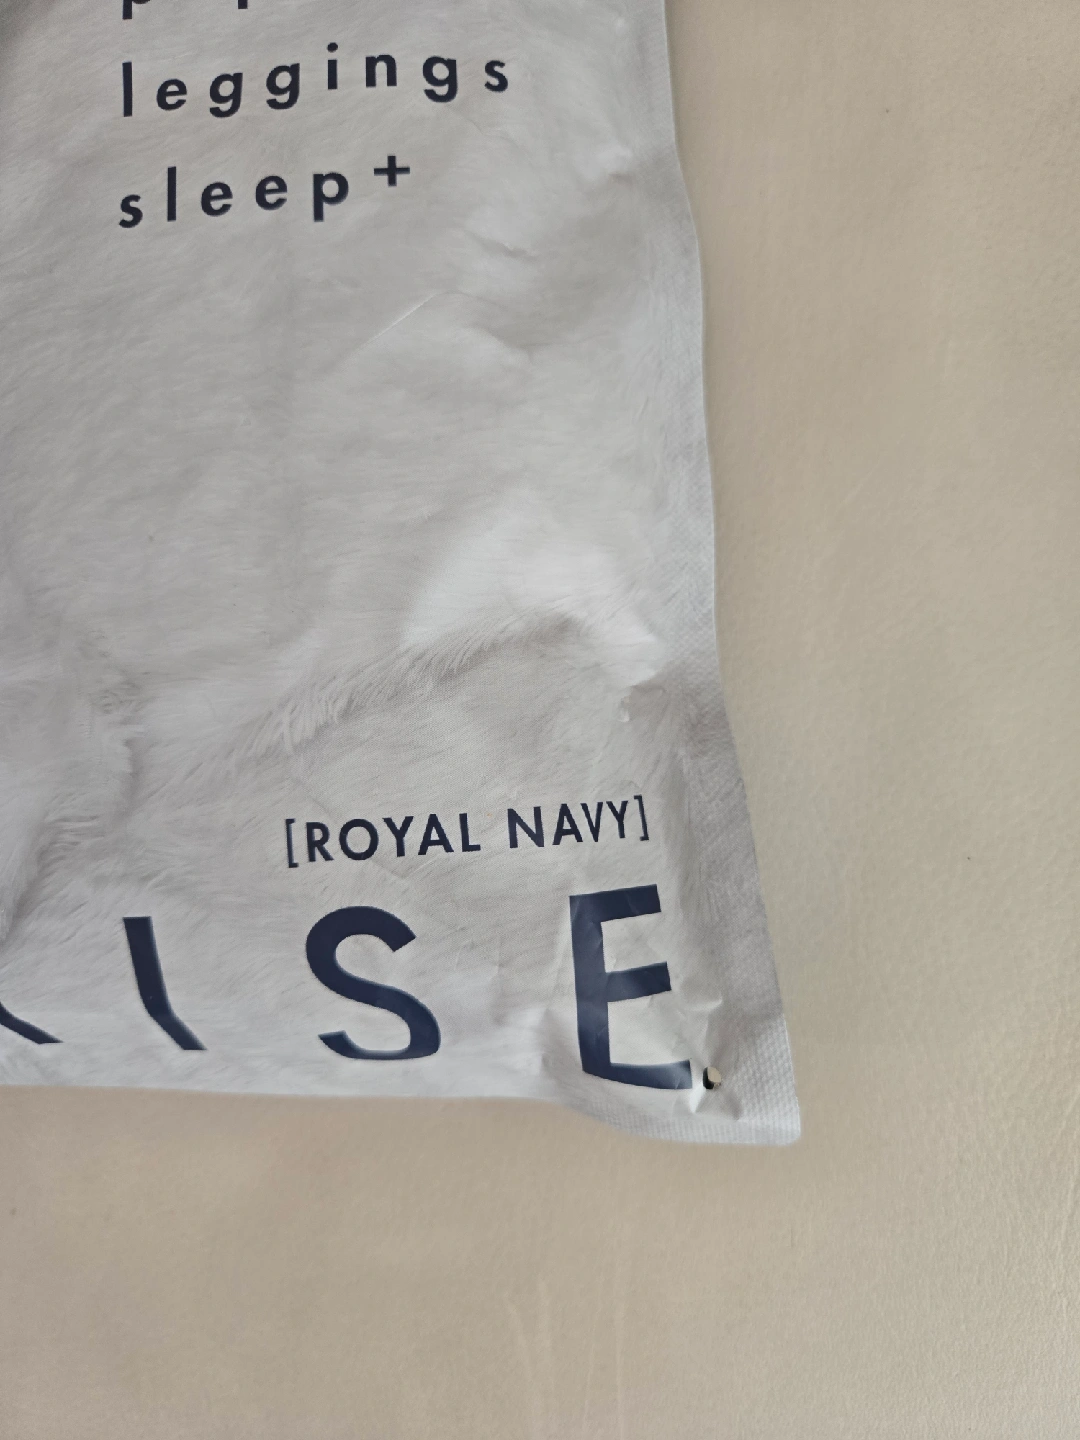 leggings
sleep+
[ROYAL NAVY]
ISE